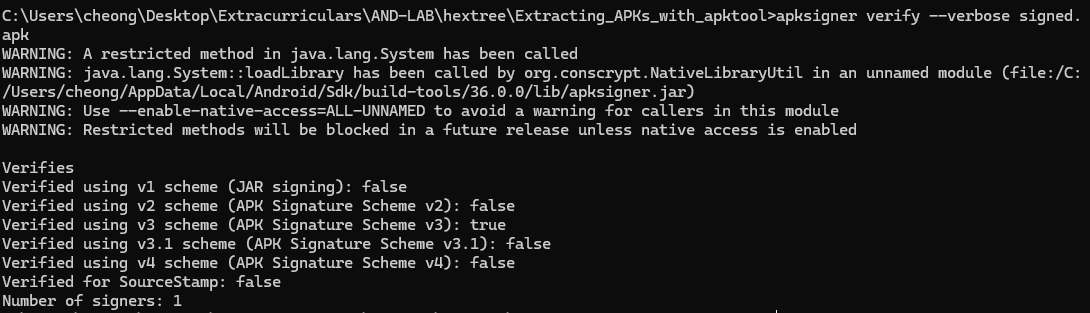 C:\Users\cheong\Desktop\Extracurriculars\AND-LAB\hextree\Extracting_APKs_with_apktool>apksigner verify --verbose signed.
apk
WARNING: A restricted method in java.lang.System has been called
WARNING: java.lang.System::loadLibrary has been called by org.conscrypt.NativeLibraryUtil in an unnamed module (file:/C:
/Users/cheong/AppData/Local/Android/Sdk/build-tools/36.0.0/lib/apksigner.jar)
WARNING: Use --enable-native-access=ALL-UNNAMED to avoid a warning for callers in this module
WARNING: Restricted methods will be blocked in a future release unless native access is enabled

Verifies
Verified using v1 scheme (JAR signing): false
Verified using v2 scheme (APK Signature Scheme v2): false
Verified using v3 scheme (APK Signature Scheme v3): true
Verified using v3.1 scheme (APK Signature Scheme v3.1): false
Verified using v4 scheme (APK Signature Scheme v4): false
Verified for SourceStamp: false
Number of signers: 1